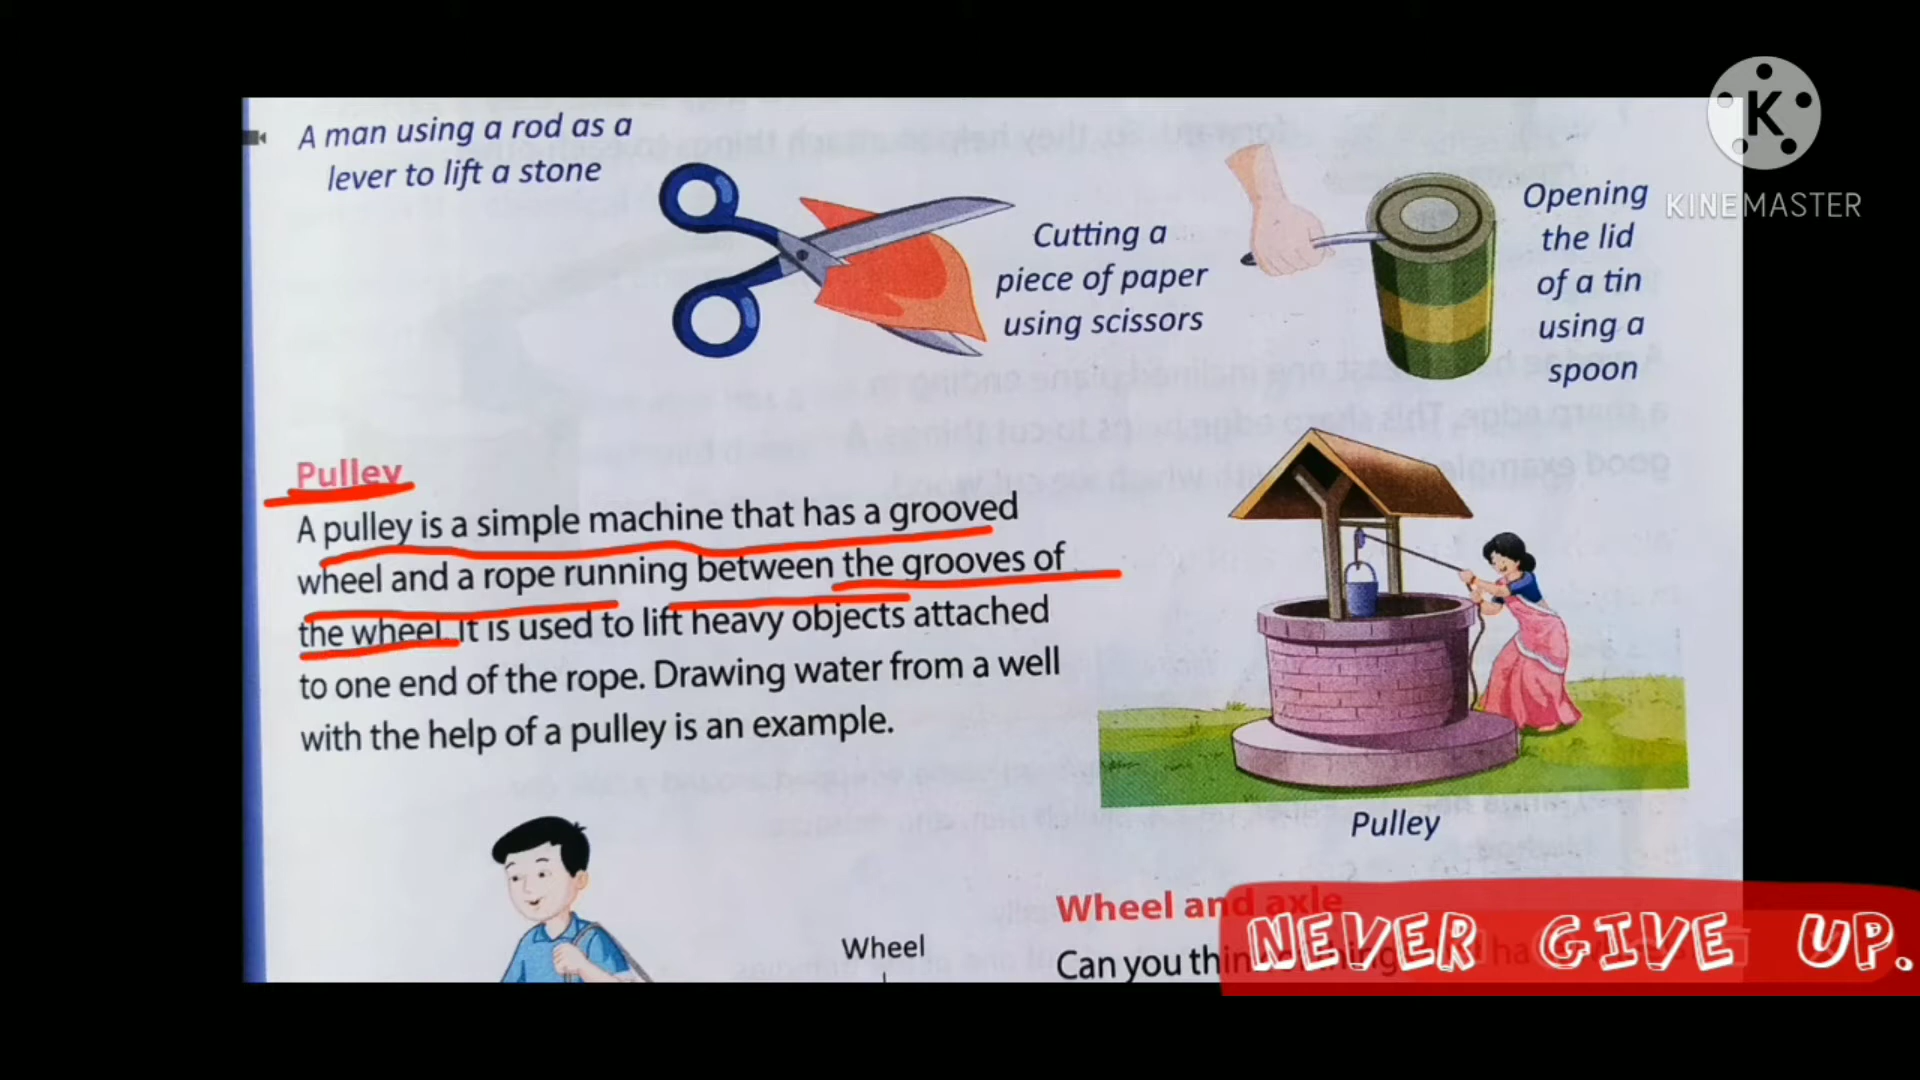 A man using a rod as a
lever to lift a stone
Cutting a
piece of paper
using scissors
Opening
the lid
of a tin
using a
spoon
KINEMASTER
Pulley
A pulley is a simple machine that has a grooved
wheel and a rope running between the grooves of
the wheel. It is used to lift heavy objects attached
to one end of the rope. Drawing water from a well
with the help of a pulley is an example.
Pulley
Wheel
Wheel and axle
Can you
NEVER GIVE UP.